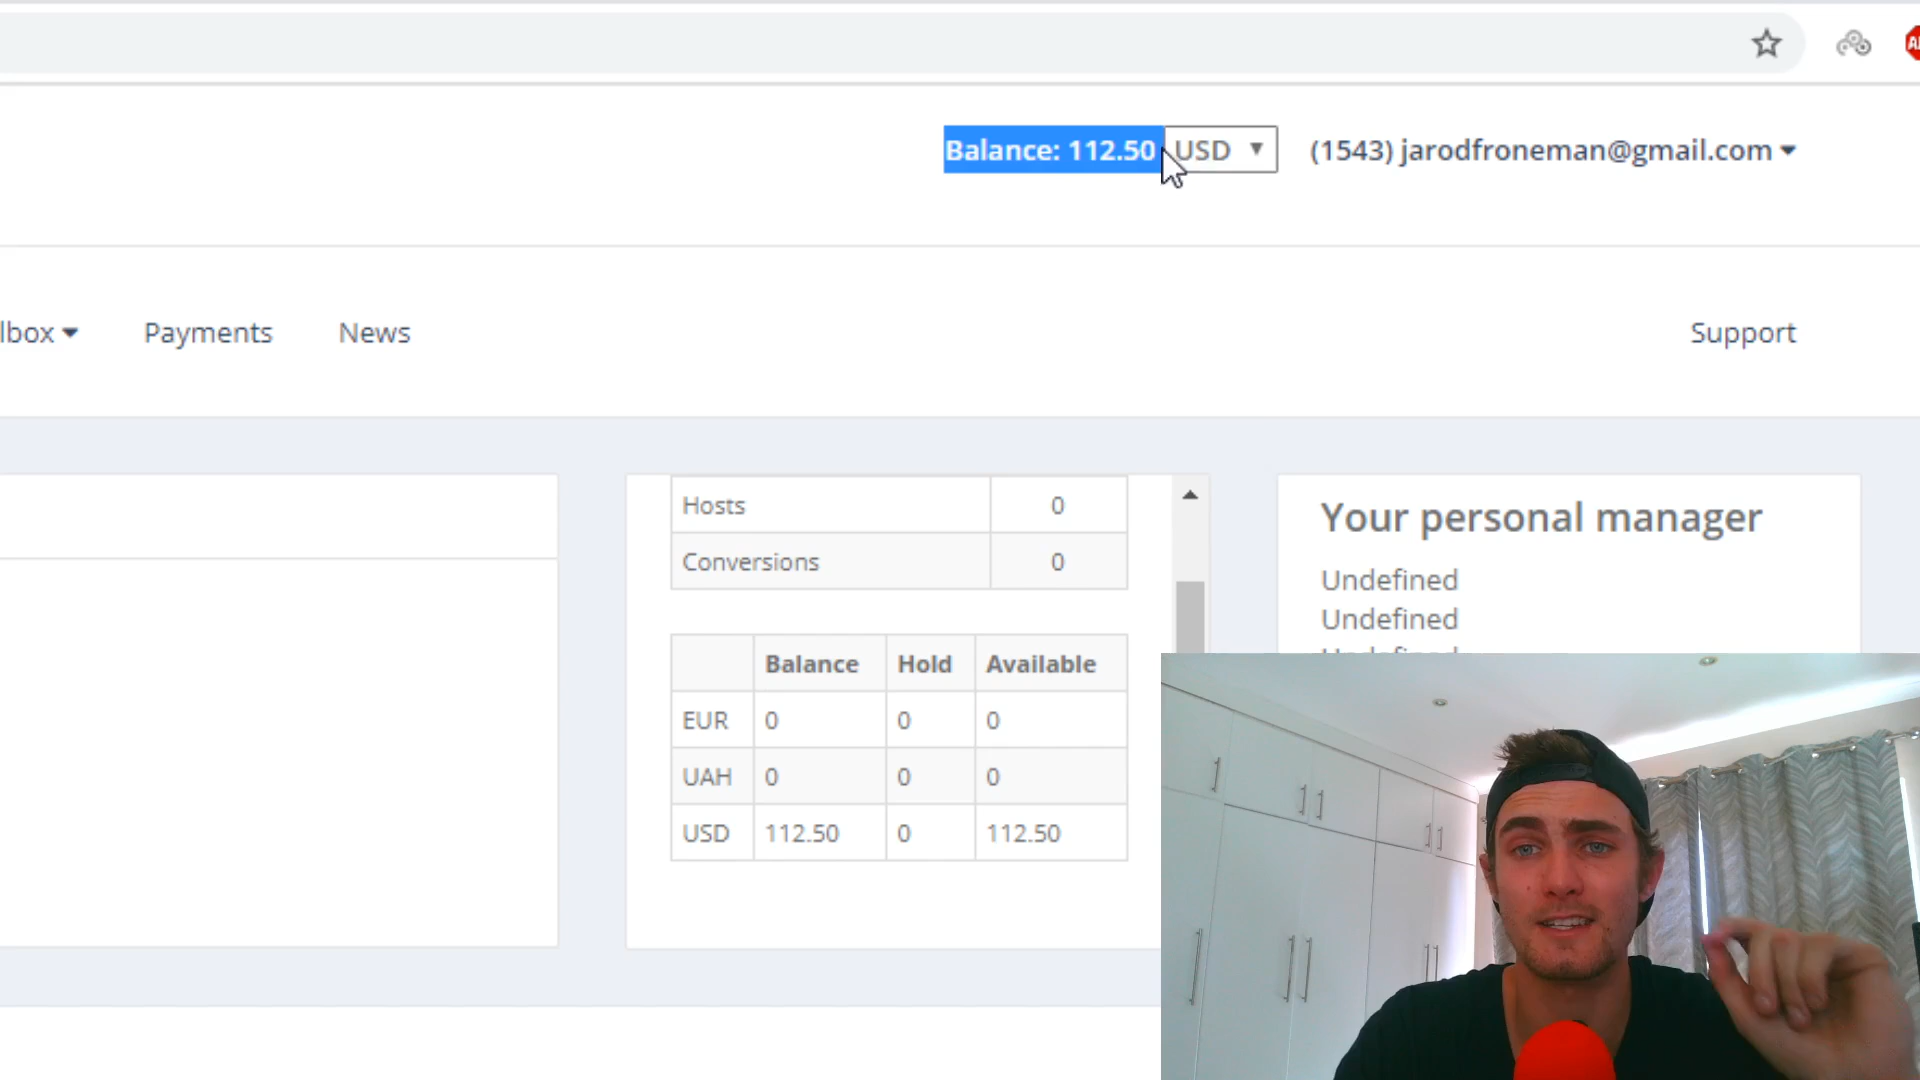 Balance: 112.50 USD (1543) jarodfroneman@gmail.com
lbox Payments News Support
Hosts 0
Conversions 0
Balance Hold Available
EUR 0 0 0
UAH 0 0 0
USD 112.50 0 112.50
Your personal manager
Undefined
Undefined